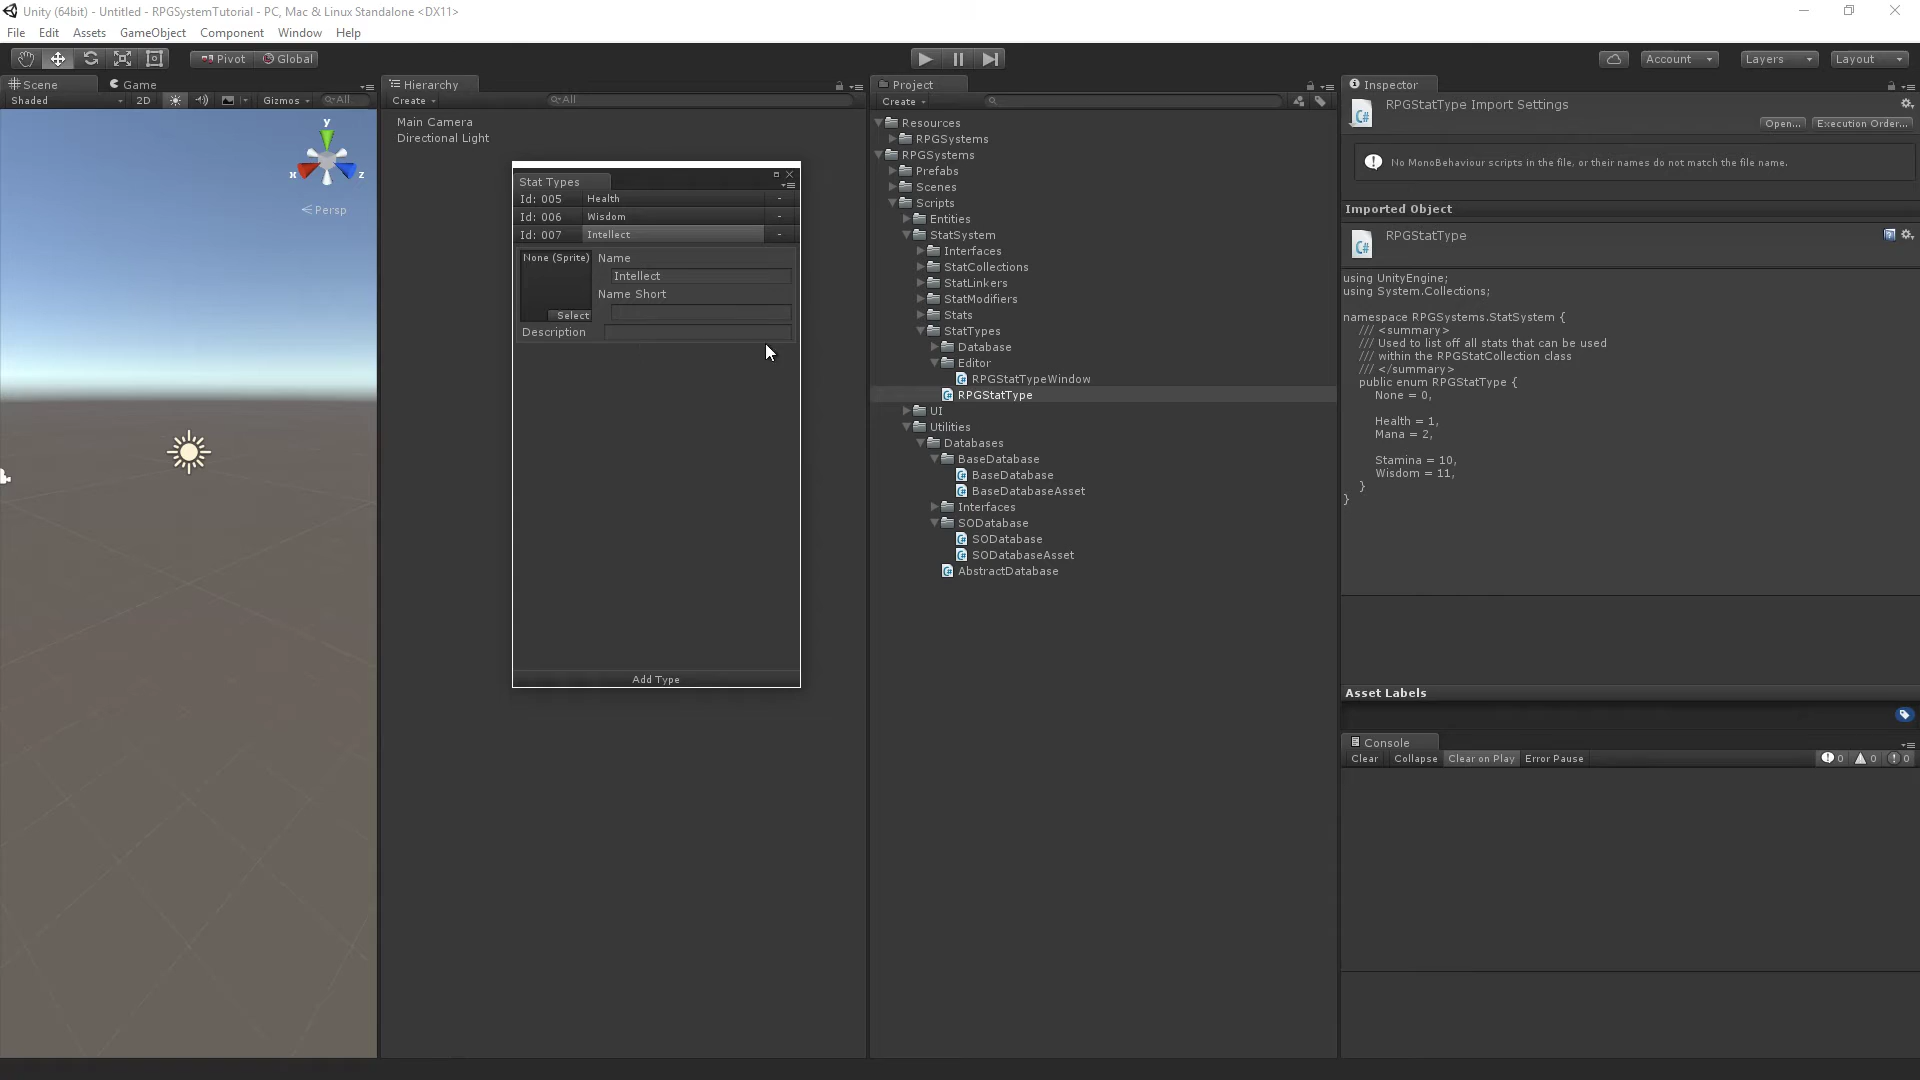 Unity (64bit) - Untitled - RPGSystemTutorial - PC, Mac & Linux Standalone <DX11>
File Edit Assets GameObject Component Window Help
Pivot Global Account Layers Layout
Scene Game
Shaded 2D Gizmos All
y
x z
Persp
Hierarchy
Create All
Main Camera
Directional Light
Stat Types
Id: 005 Health -
Id: 006 Wisdom -
Id: 007 Intellect -
None (Sprite) Name
Intellect
Name Short
Select
Description
Add Type
Project
Create
Resources
RPGSystems
RPGSystems
Prefabs
Scenes
Scripts
Entities
StatSystem
Interfaces
StatCollections
StatLinkers
StatModifiers
Stats
StatTypes
Database
Editor
RPGStatTypeWindow
RPGStatType
UI
Utilities
Databases
BaseDatabase
BaseDatabase
BaseDatabaseAsset
Interfaces
SODatabase
SODatabase
SODatabaseAsset
AbstractDatabase
Inspector
RPGStatType Import Settings
Open... Execution Order...
No MonoBehaviour scripts in the file, or their names do not match the file name.
Imported Object
RPGStatType
using UnityEngine;
using System.Collections;
namespace RPGSystems.StatSystem {
/// <summary>
/// Used to list off all stats that can be used
/// within the RPGStatCollection class
/// </summary>
public enum RPGStatType {
None = 0,
Health = 1,
Mana = 2,
Stamina = 10,
Wisdom = 11,
}
}
Asset Labels
Console
Clear Collapse Clear on Play Error Pause 0 0 0